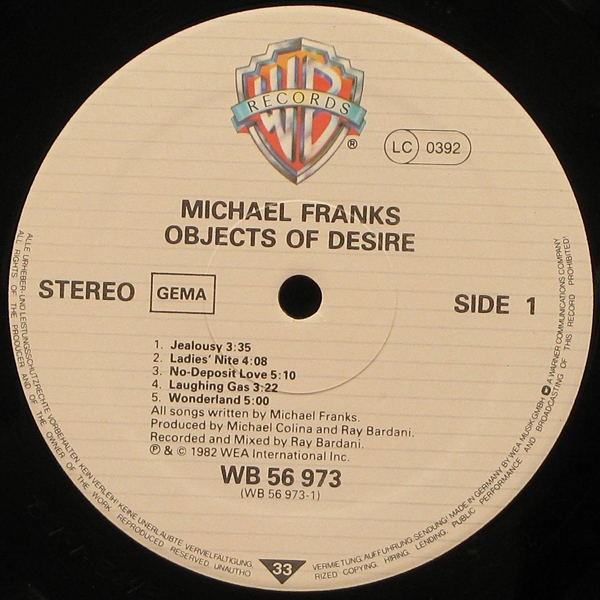 WB
RECORDS
®
LC 0392
MICHAEL FRANKS
OBJECTS OF DESIRE
STEREO GEMA SIDE 1
1. Jealousy 3:35
2. Ladies' Nite 4:08
3. No-Deposit Love 5:10
4. Laughing Gas 3:22
5. Wonderland 5:00
All songs written by Michael Franks.
Produced by Michael Colina and Ray Bardani.
Recorded and Mixed by Ray Bardani.
℗ & © 1982 WEA International Inc.
WB 56 973
(WB 56 973-1)
33
ALLE URHEBER- UND LEISTUNGSSCHUTZRECHTE VORBEHALTEN KEIN VERLEIH! KEINE UNERLAUBTE VERVIELFÄLTIGUNG,
VERMIETUNG, AUFFÜHRUNG, SENDUNG! MADE IN GERMANY BY WEA MUSIK GMBH A WARNER COMMUNICATIONS COMPANY
ALL RIGHTS OF THE PRODUCER AND OF THE OWNER OF THE WORK REPRODUCED RESERVED UNAUTHO
RIZED COPYING, HIRING, LENDING, PUBLIC PERFORMANCE AND BROADCASTING OF THIS RECORD PROHIBITED!